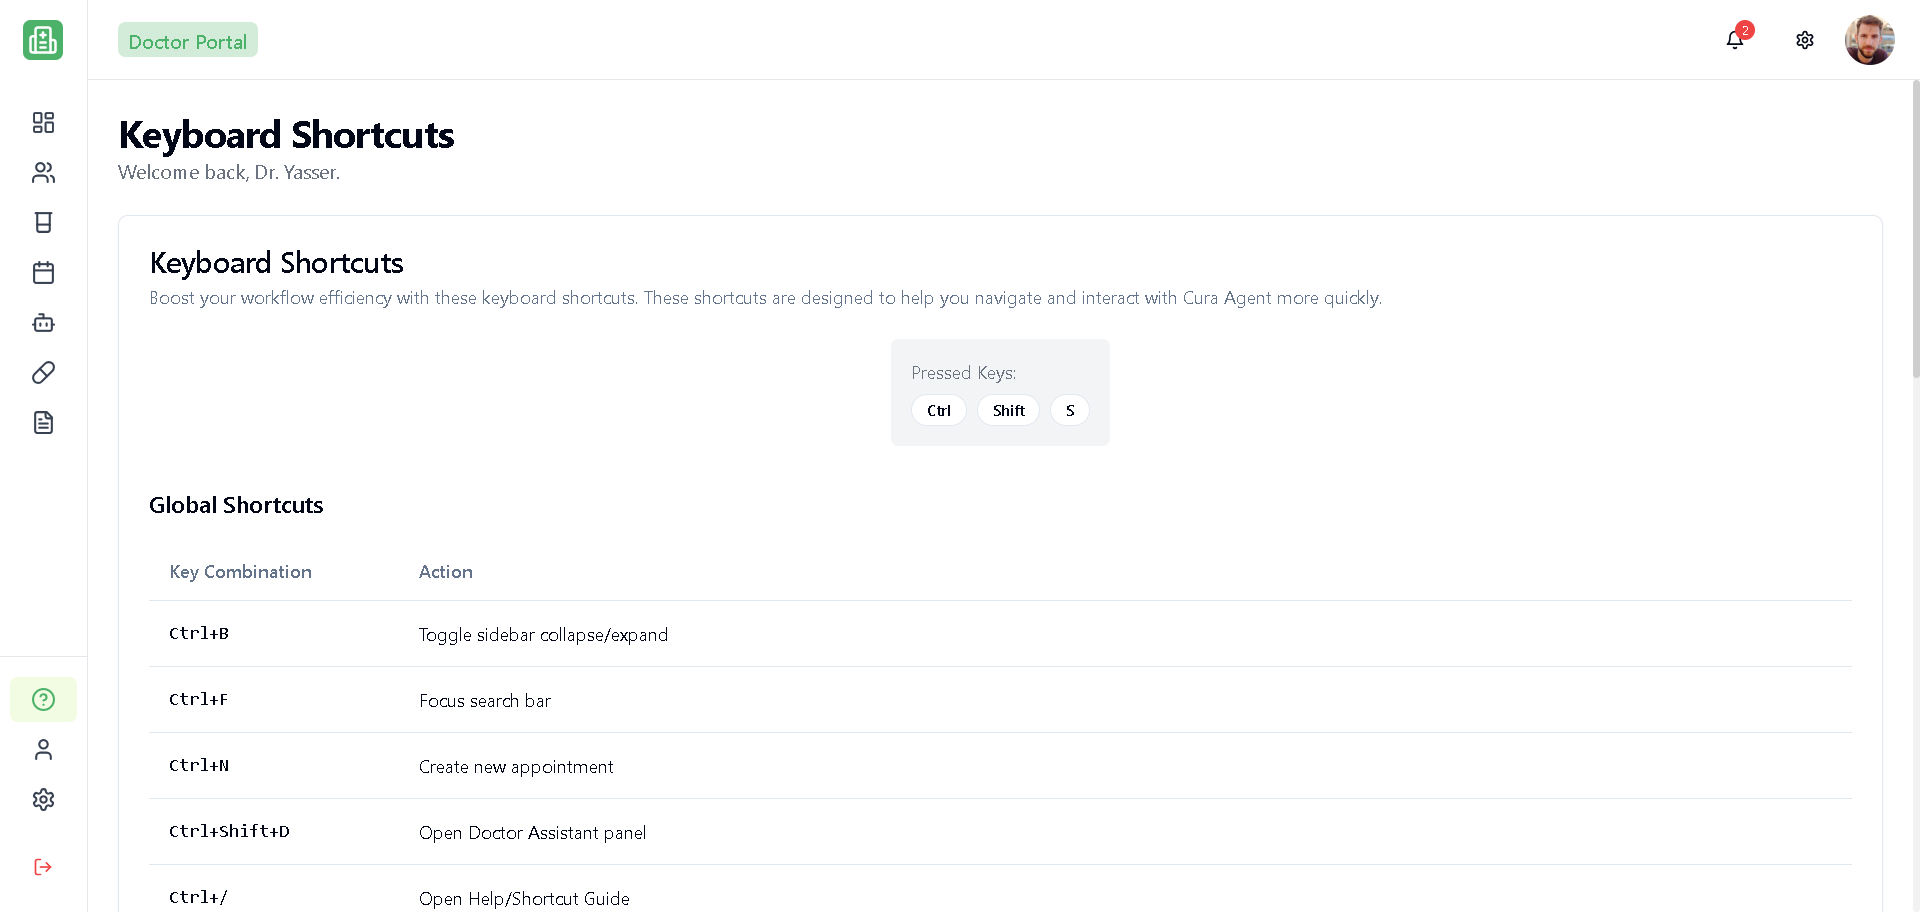 Doctor Portal
2
Keyboard Shortcuts
Welcome back, Dr. Yasser.
Keyboard Shortcuts
Boost your workflow efficiency with these keyboard shortcuts. These shortcuts are designed to help you navigate and interact with Cura Agent more quickly.
Pressed Keys:
Ctrl Shift S
Global Shortcuts
Key Combination Action
Ctrl+B Toggle sidebar collapse/expand
Ctrl+F Focus search bar
Ctrl+N Create new appointment
Ctrl+Shift+D Open Doctor Assistant panel
Ctrl+/ Open Help/Shortcut Guide